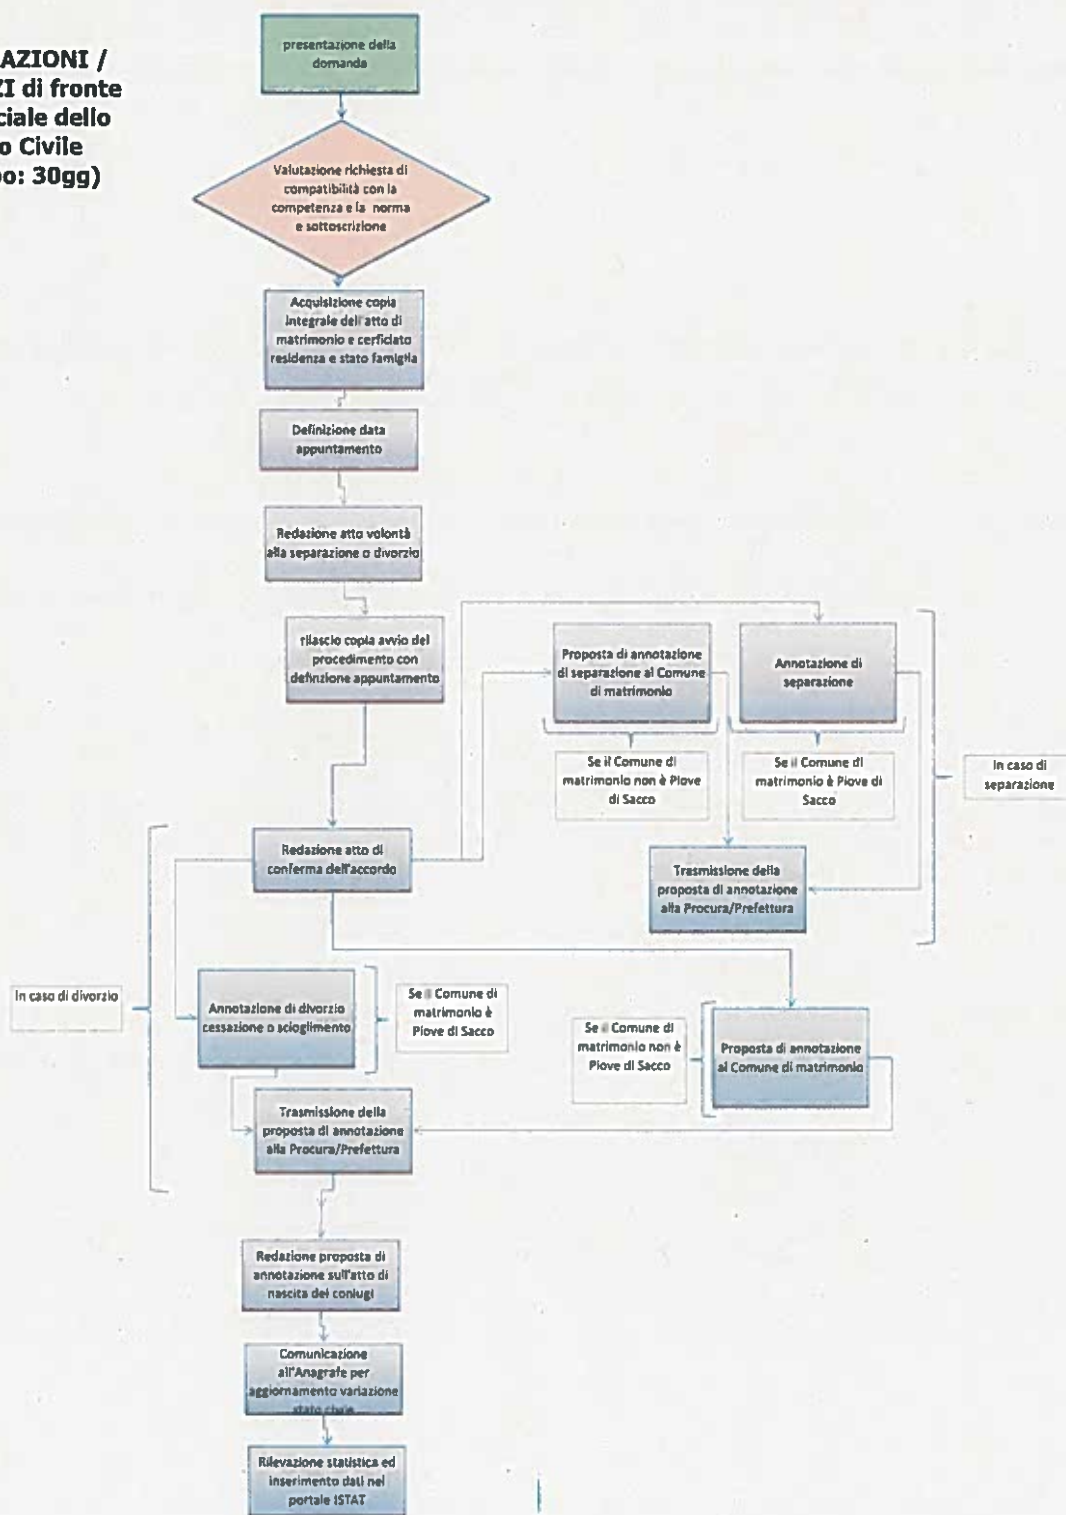 AZIONI /
ZI di fronte
ciale dello
o Civile
oo: 30gg)
presentazione della
domanda
Valutazione richiesta di
compatibilità con la
competenza e la norma
e sottoscrizione
Acquisizione copia
integrale dell'atto di
matrimonio e cerficlato
residenza e stato famiglia
Definizione data
appuntamento
Redazione atto volontà
alla separazione o divorzio
rilascio copia avvio del
procedimento con
definzione appuntamento
Proposta di annotazione
di separazione al Comune
di matrimonio
Annotazione di
separazione
Se il Comune di
matrimonio non è Piove
di Sacco
Se il Comune di
matrimonio è Piove di
Sacco
In caso di
separazione
Redazione atto di
conferma dell'accordo
Trasmissione della
proposta di annotazione
alla Procura/Prefettura
In caso di divorzio
Annotazione di divorzio
cessazione o scioglimento
Se il Comune di
matrimonio è
Piove di Sacco
Se il Comune di
matrimonio non è
Piove di Sacco
Proposta di annotazione
al Comune di matrimonio
Trasmissione della
proposta di annotazione
alla Procura/Prefettura
Redazione proposta di
annotazione sull'atto di
nascita dei coniugi
Comunicazione
all'Anagrafe per
aggiornamento variazione
stato civile
Rilevazione statistica ed
inserimento dati nel
portale ISTAT